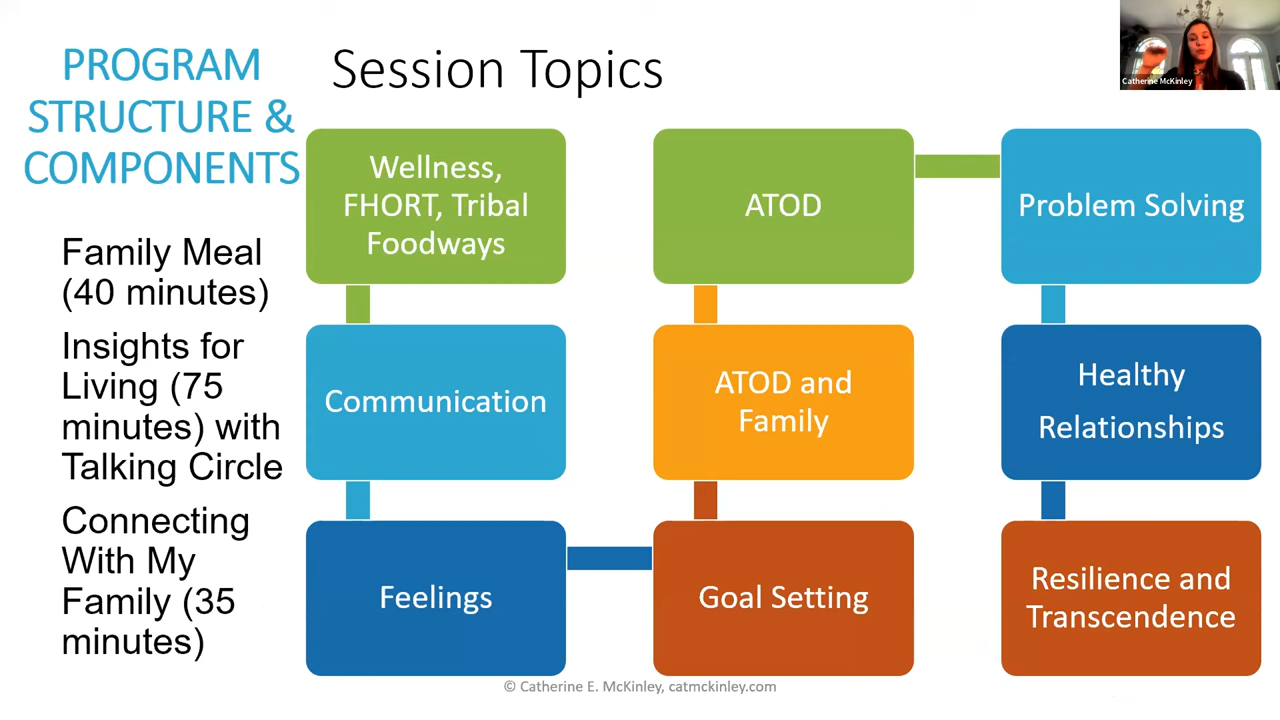 PROGRAM
STRUCTURE &
COMPONENTS
Family Meal
(40 minutes)
Insights for
Living (75
minutes) with
Talking Circle
Connecting
With My
Family (35
minutes)
Session Topics
Wellness,
FHORT, Tribal
Foodways
Communication
Feelings
Goal Setting
ATOD and
Family
ATOD
Problem Solving
Healthy
Relationships
Resilience and
Transcendence
Catherine McKinley
© Catherine E. McKinley, catmckinley.com